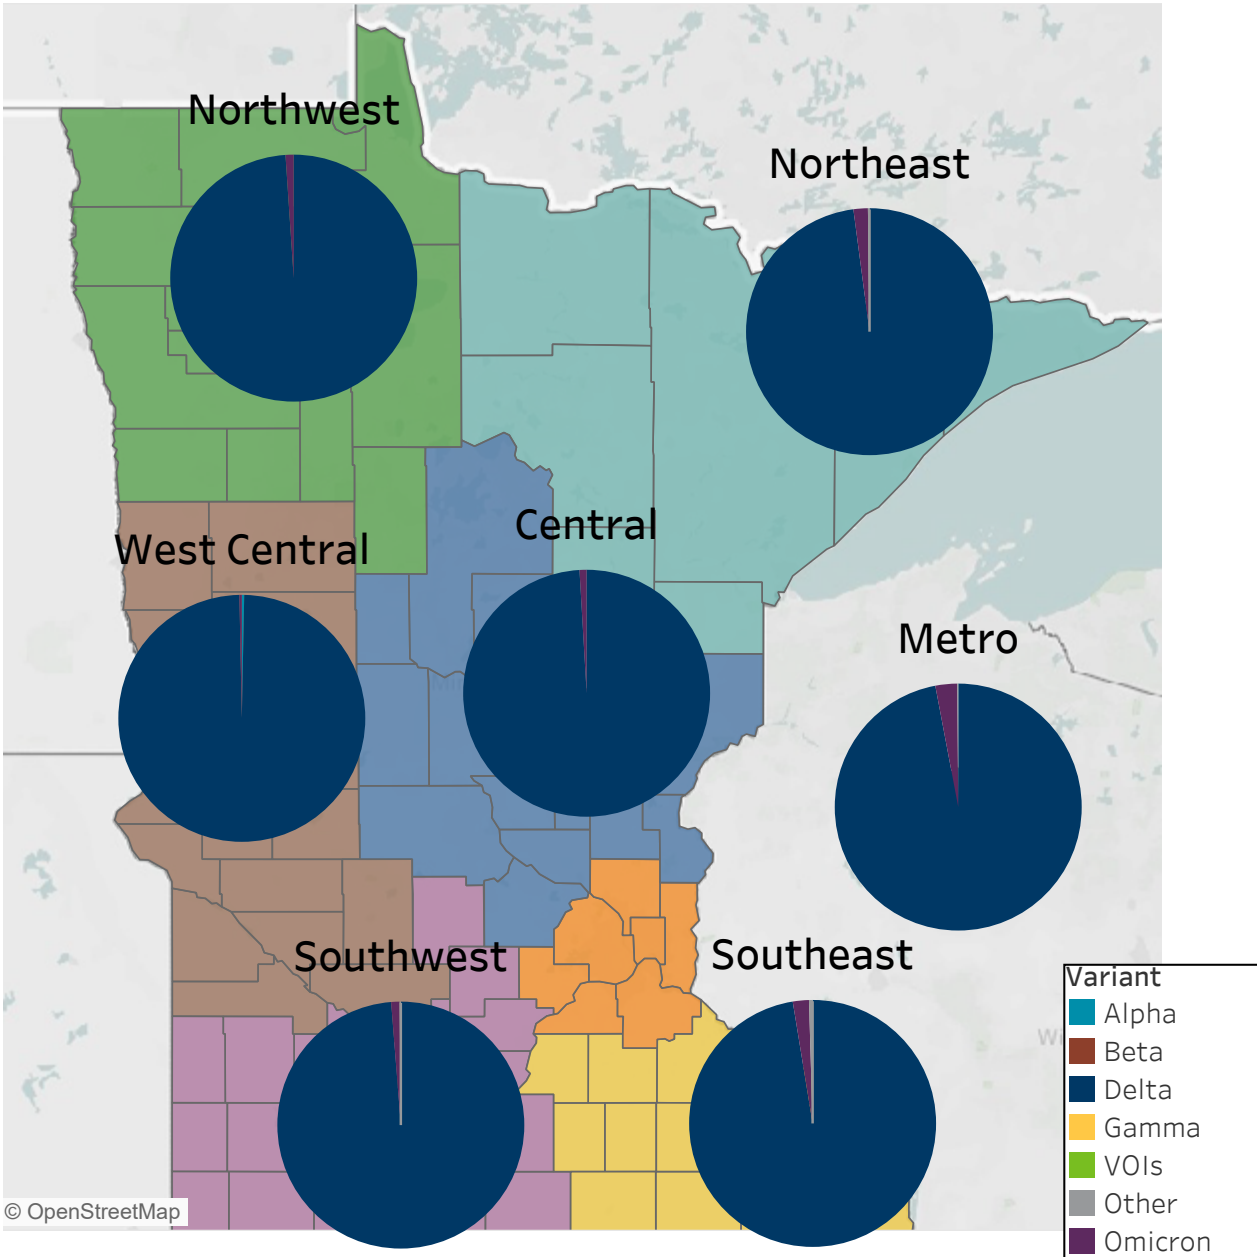 Northwest
Northeast
Central
West Central
Metro
Southwest
Southeast
Variant
Alpha
Beta
Delta
Gamma
VOIs
Other
Omicron
© OpenStreetMap